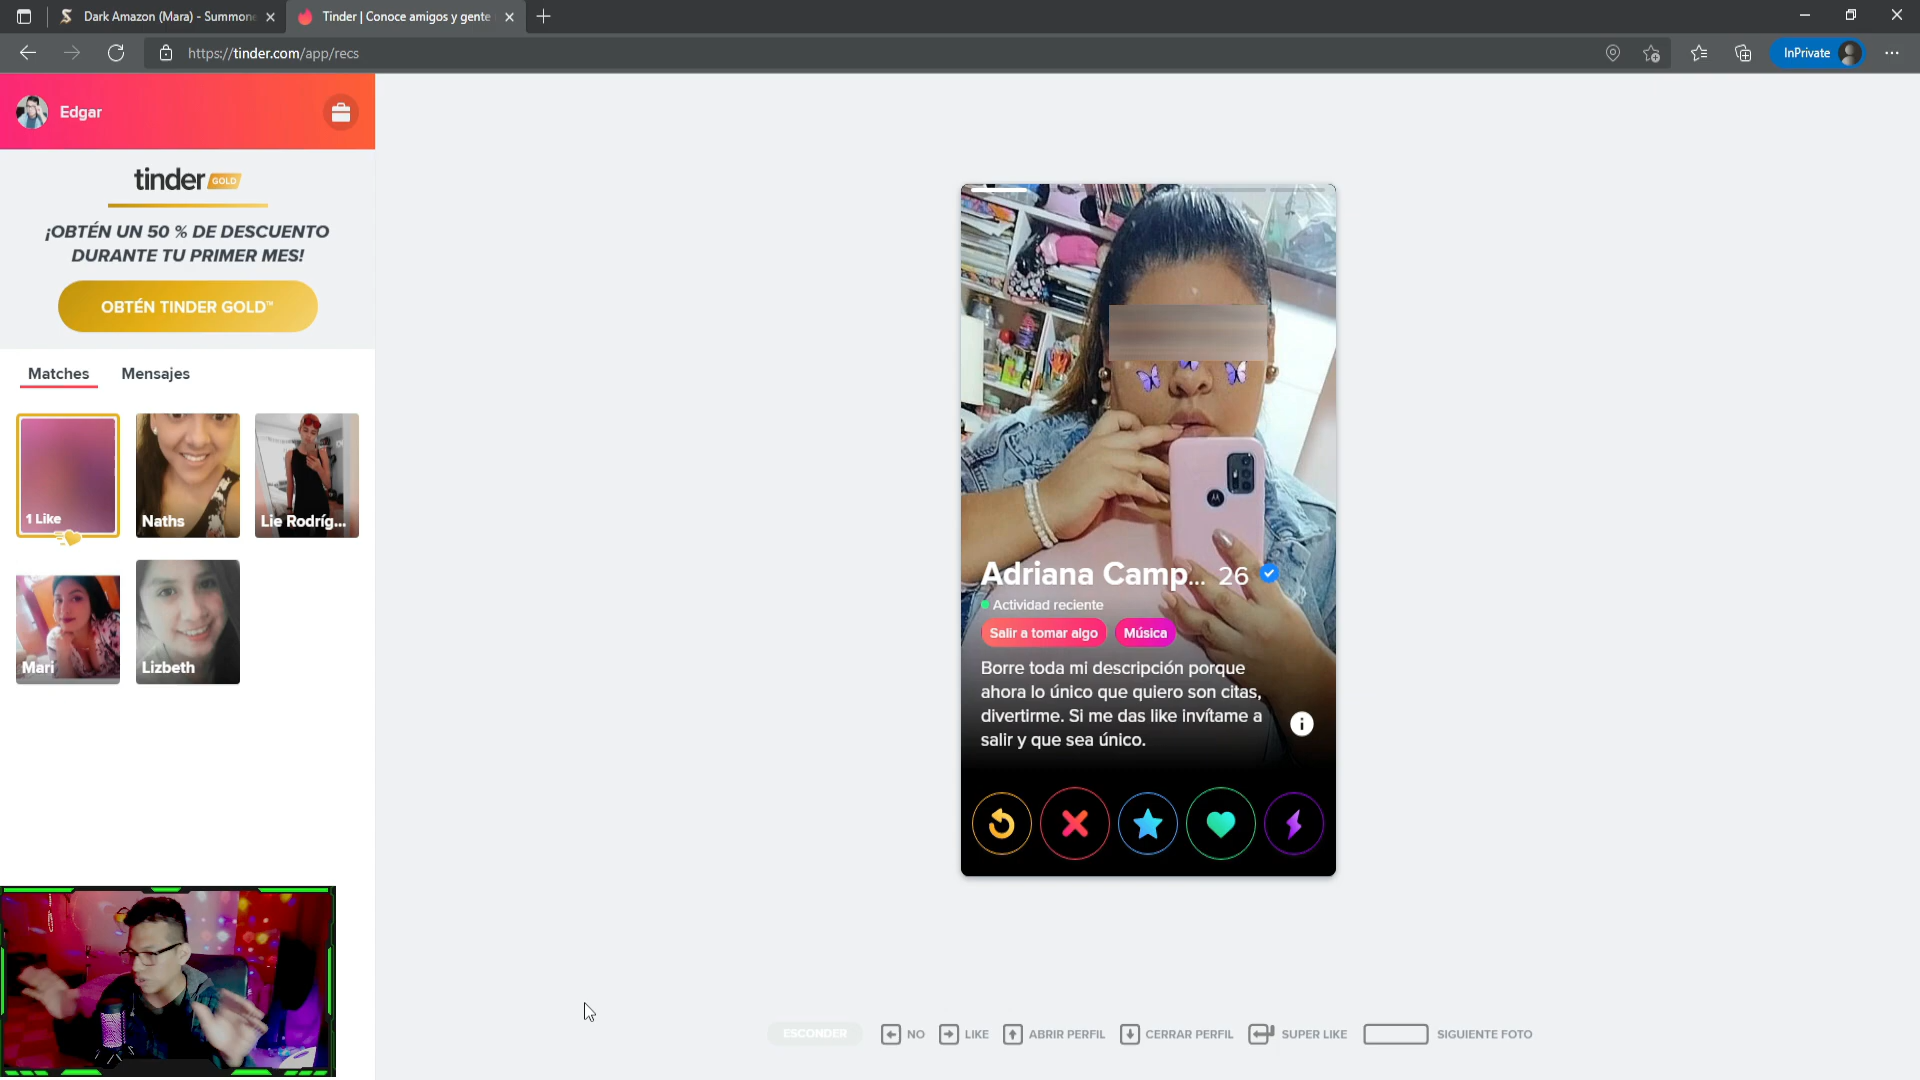 Dark Amazon (Mara) - Summon
Tinder | Conoce amigos y gente
https://tinder.com/app/recs
InPrivate
Edgar
tinder GOLD
¡OBTÉN UN 50 % DE DESCUENTO
DURANTE TU PRIMER MES!
OBTÉN TINDER GOLD™
Matches
Mensajes
1 Like
Naths
Lie Rodríg...
Mari
Lizbeth
Adriana Camp... 26
Actividad reciente
Salir a tomar algo
Música
Borre toda mi descripción porque
ahora lo único que quiero son citas,
divertirme. Si me das like invítame a
salir y que sea único.
ESCONDER
NO
LIKE
ABRIR PERFIL
CERRAR PERFIL
SUPER LIKE
SIGUIENTE FOTO